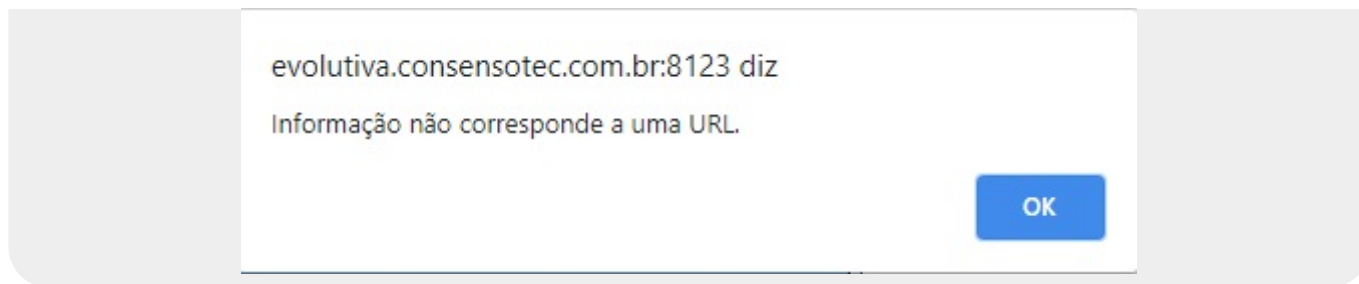 evolutiva.consensotec.com.br:8123 diz
Informação não corresponde a uma URL.
OK